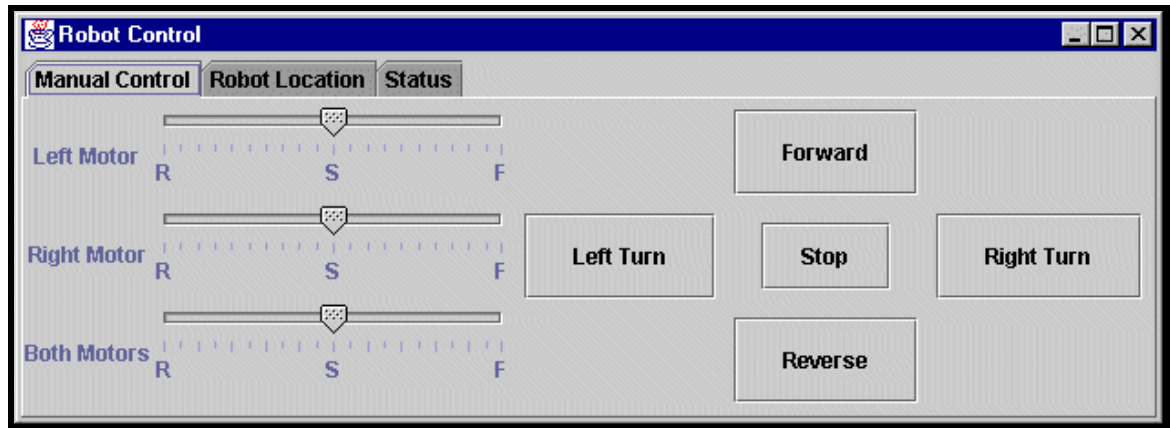 Robot Control
Manual Control Robot Location Status
Left Motor
R S F
Right Motor
R S F
Both Motors
R S F
Forward
Left Turn Stop Right Turn
Reverse